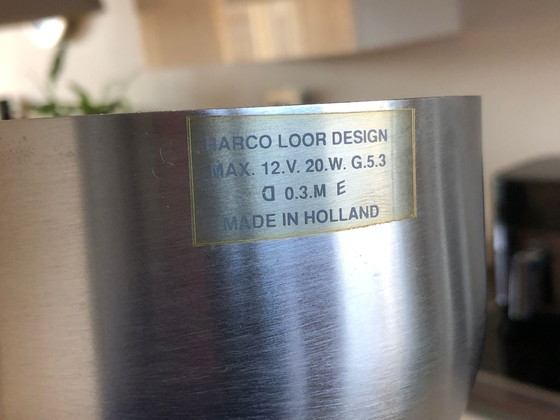 HARCO LOOR DESIGN
MAX. 12.V. 20.W. G.5.3
ᗡ 0.3.M E
MADE IN HOLLAND